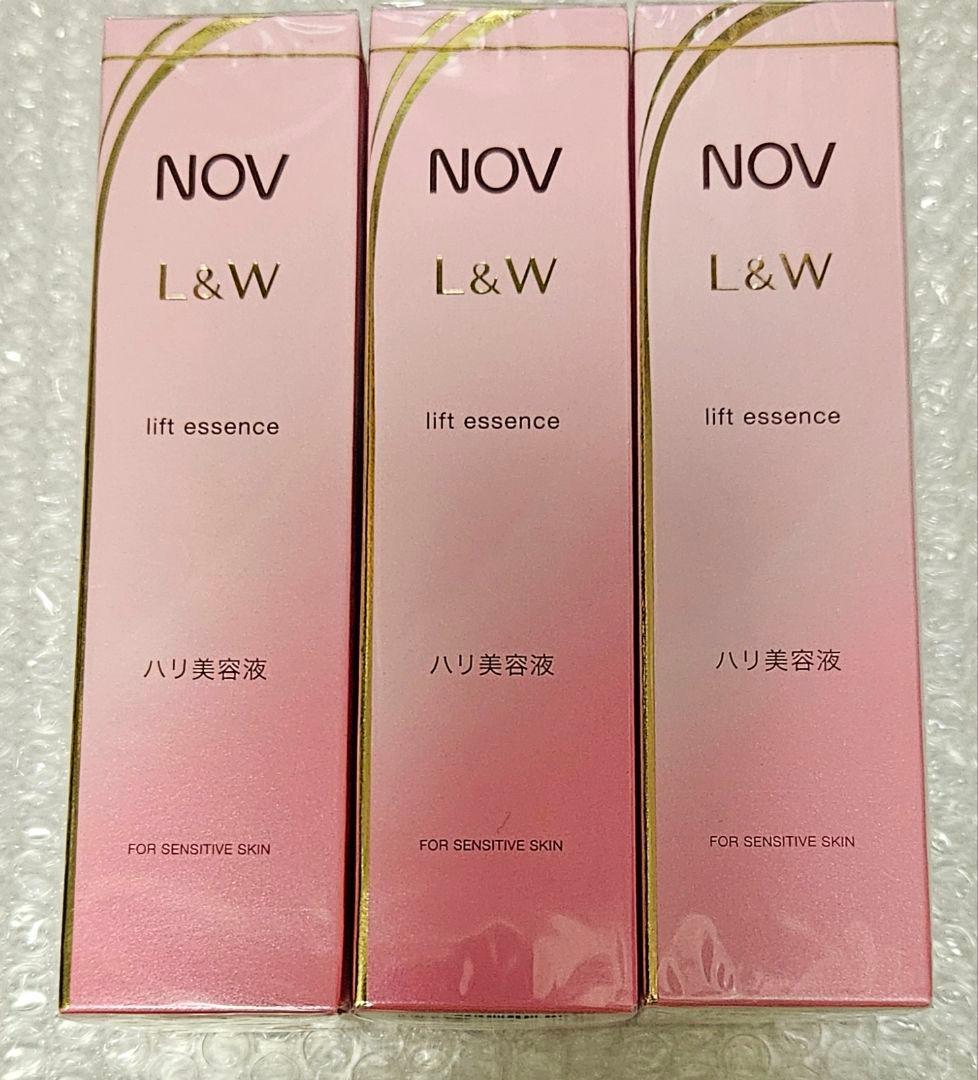 NOV
L&W
lift essence
ハリ美容液
FOR SENSITIVE SKIN
NOV
L&W
lift essence
ハリ美容液
FOR SENSITIVE SKIN
NOV
L&W
lift essence
ハリ美容液
FOR SENSITIVE SKIN